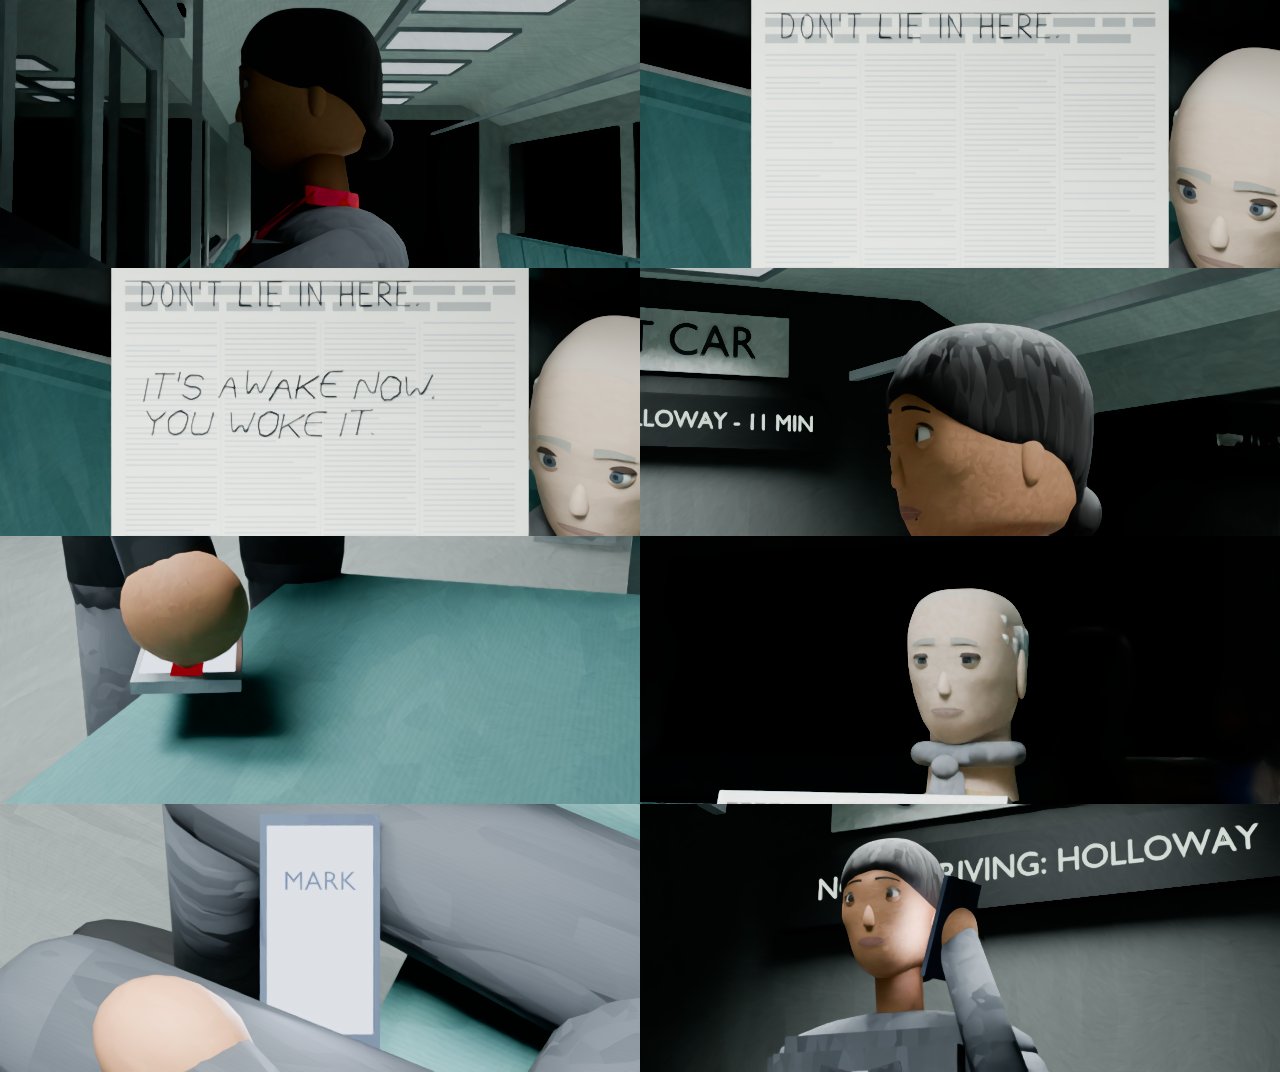 DON'T LIE IN HERE.
DON'T LIE IN HERE.
IT'S AWAKE NOW.
YOU WOKE IT.
T CAR
LLOWAY - 11 MIN
MARK
N RIVING: HOLLOWAY